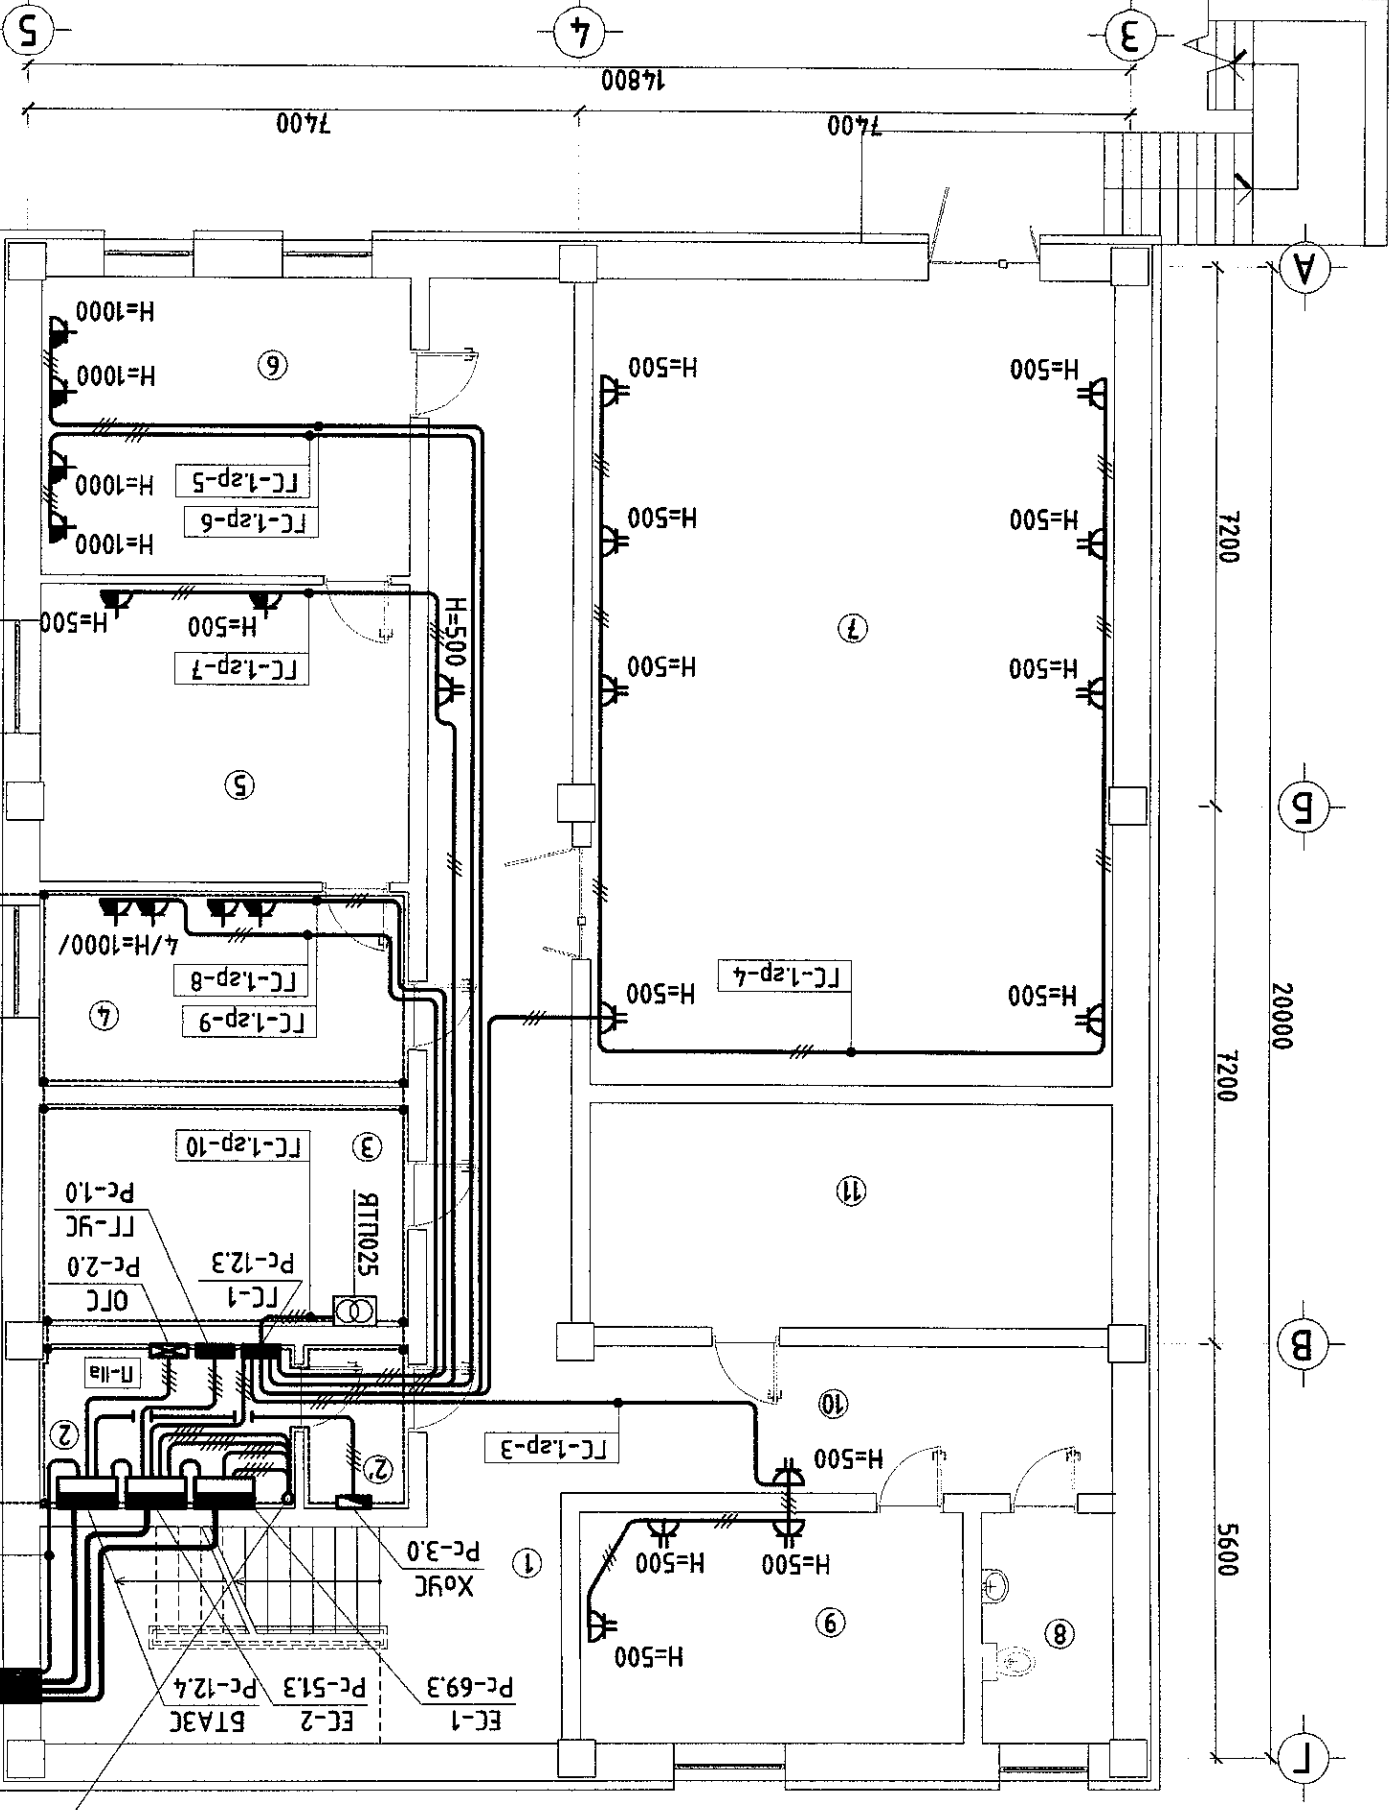 Г
ЕС-1
Рс-69.3
ЕС-2
Рс-51.3
БТАЗС
Рс-12.4
8
9
H=500
H=500
H=500
1
ХоУС
Рс-3.0
5600
H=500
ГС-1.гр-3
2'
2
10
П-IIa
В
ГС-1
Рс-12.3
ОГС
Рс-2.0
ГГ-УС
Рс-1.0
ЯТП025
11
3
ГС-1.гр-10
7200
20000
H=500
ГС-1.гр-4
H=500
4
ГС-1.гр-9
ГС-1.гр-8
4/H=1000/
Б
5
7
H=500
H=500
H=500
ГС-1.гр-7
H=500
H=500
7200
H=500
H=500
H=1000
ГС-1.гр-6
ГС-1.гр-5
H=1000
H=500
H=500
6
H=1000
H=1000
А
7400
7400
14800
3
4
5